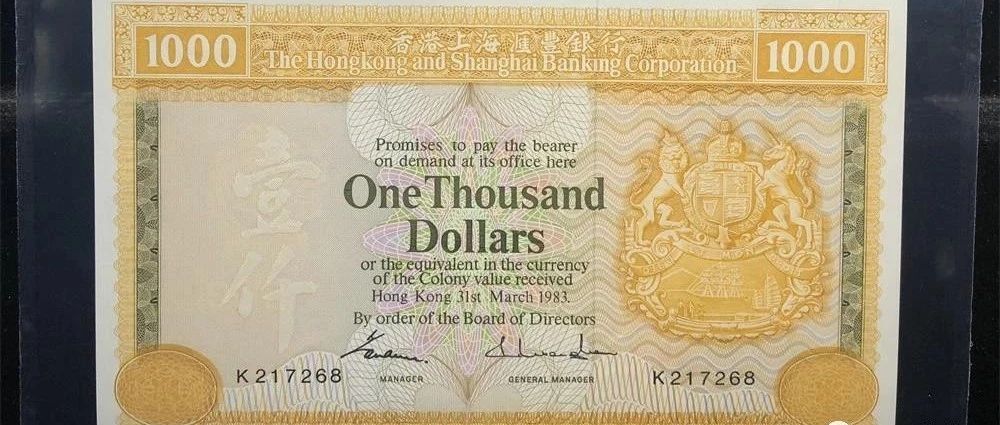 1000
香港上海滙豐銀行
The Hongkong and Shanghai Banking Corporation
1000
壹仟
Promises to pay the bearer
on demand at its office here
One Thousand
Dollars
or the equivalent in the currency
of the Colony value received
Hong Kong 31st March 1983.
By order of the Board of Directors
K217268
MANAGER
GENERAL MANAGER
K217268